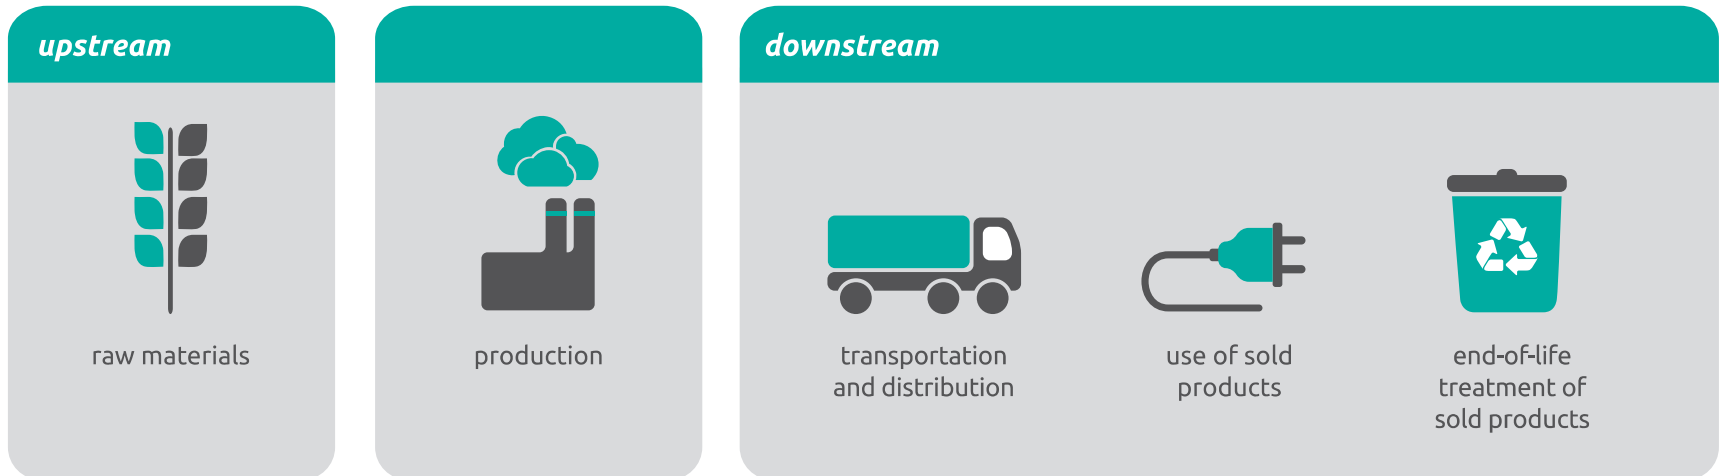 upstream
raw materials
production
downstream
transportation
and distribution
use of sold
products
end-of-life
treatment of
sold products